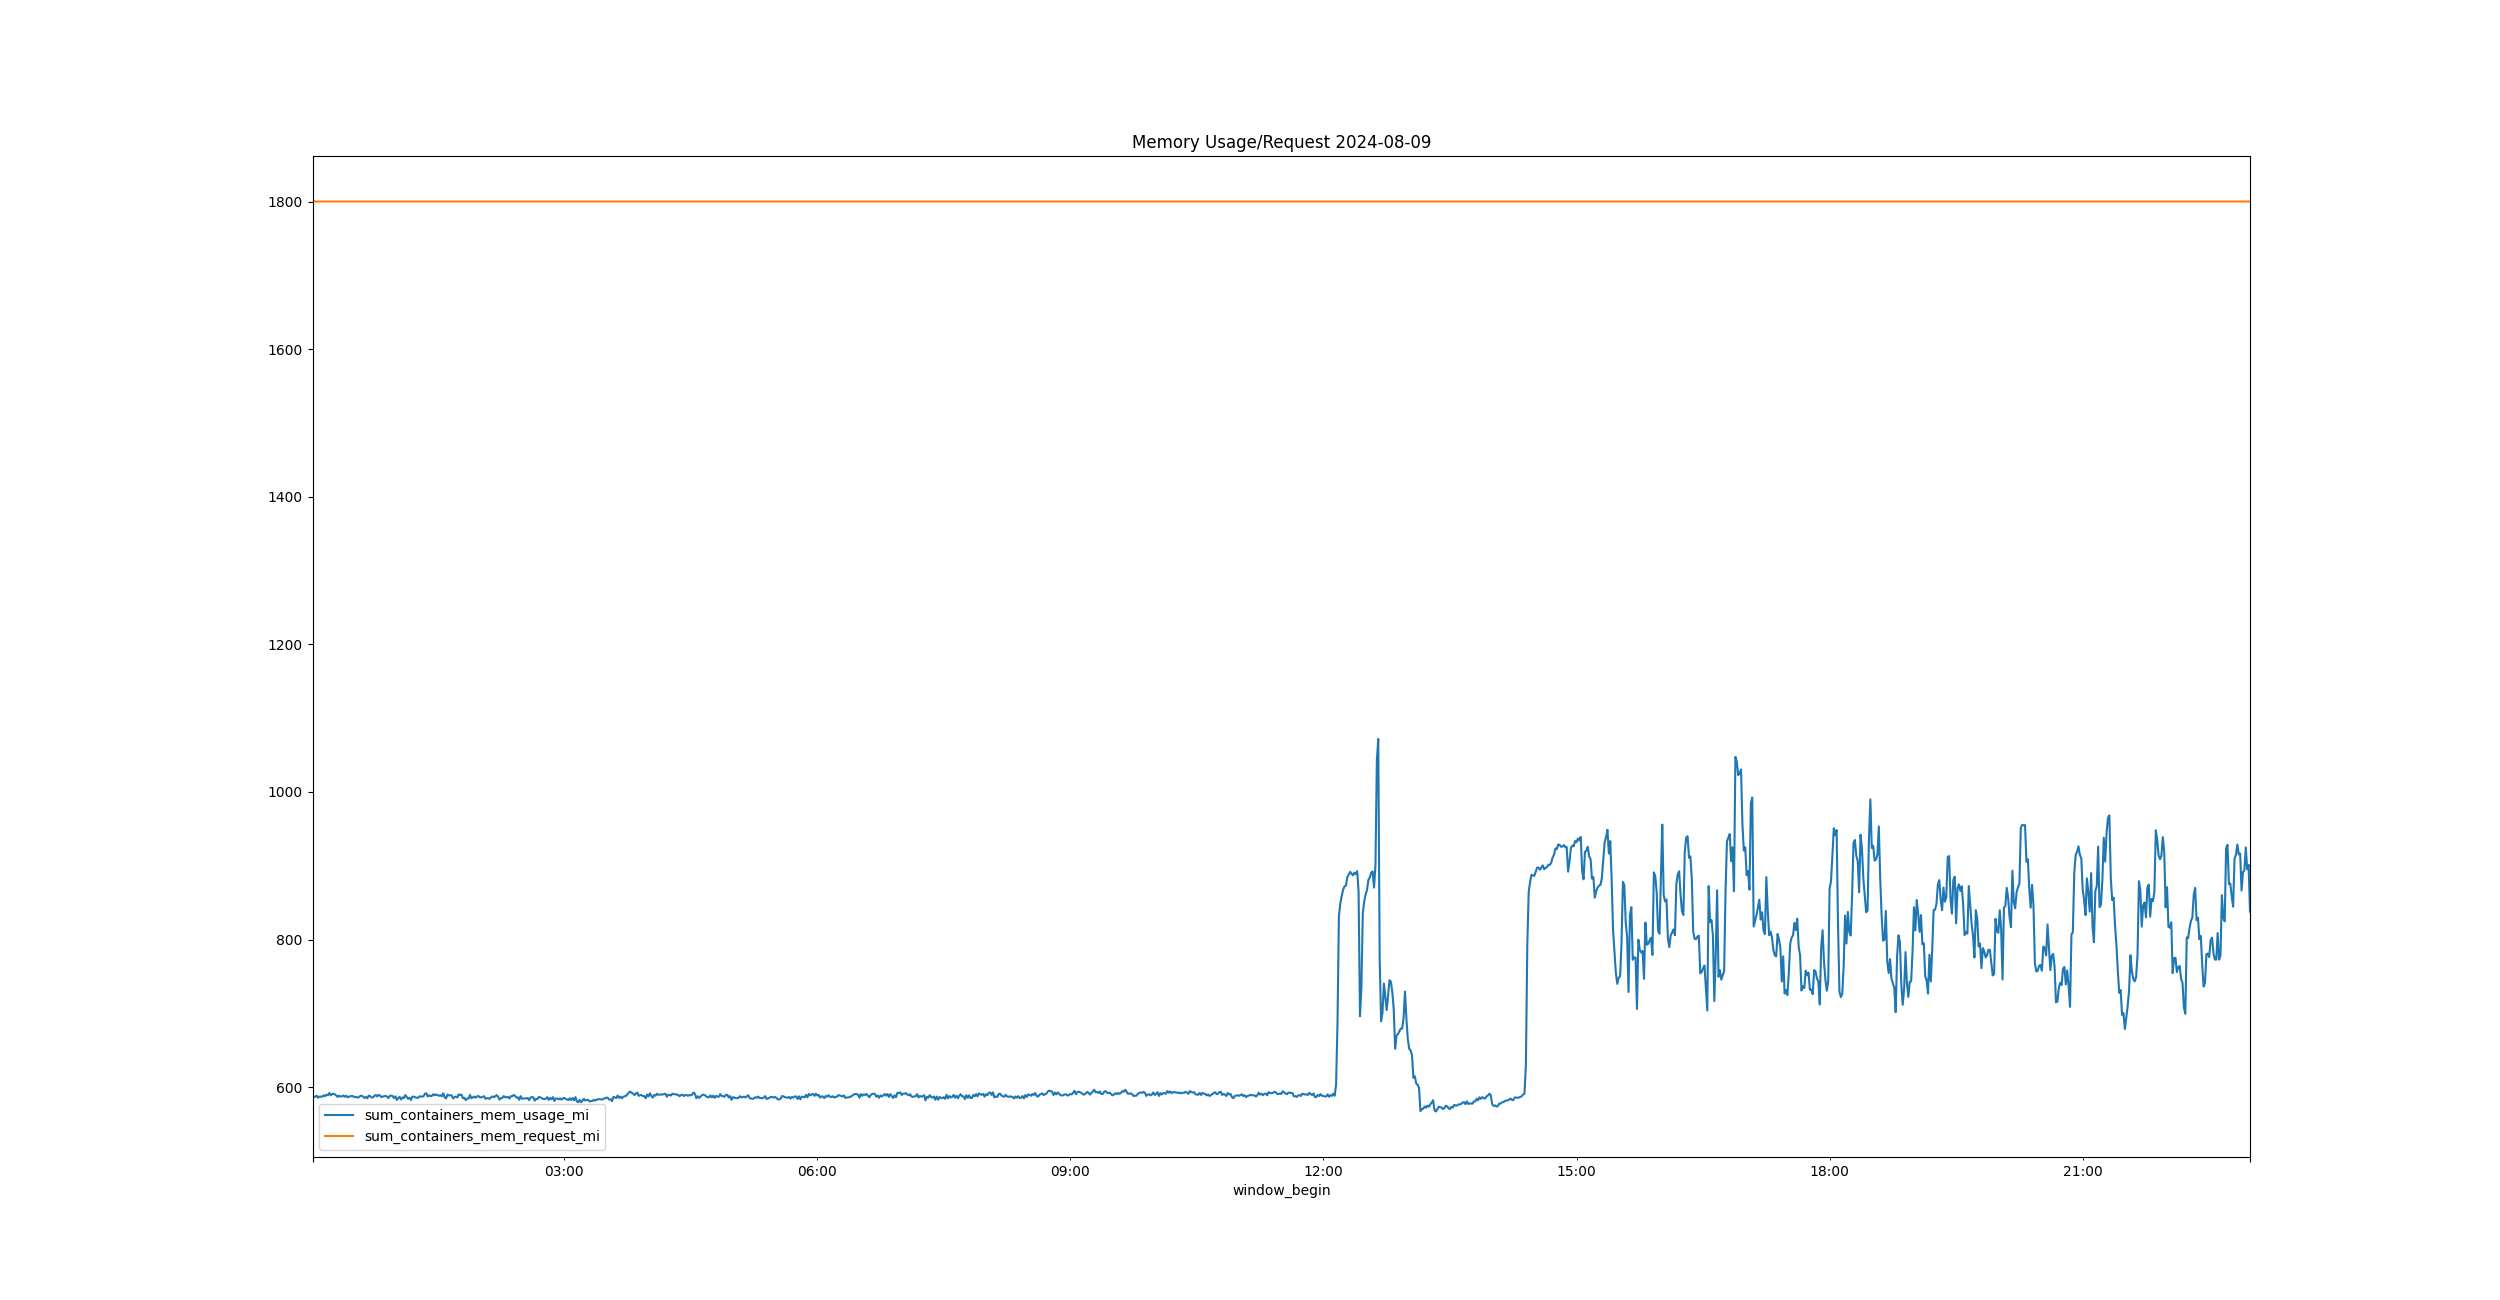 Memory Usage/Request 2024-08-09
1800
1600
1400
1200
1000
800
600
sum_containers_mem_usage_mi
sum_containers_mem_request_mi
03:00 06:00 09:00 12:00 15:00 18:00 21:00
window_begin